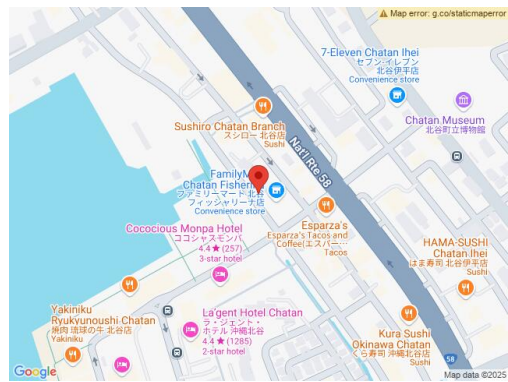 Map error: g.co/staticmaperror
7-Eleven Chatan Ihei
セブン-イレブン
北谷伊平店
Convenience store
Chatan Museum
北谷町立博物館
Sushiro Chatan Branch
スシロー 北谷店
Sushi
Nat'l Rte 58
FamilyM
Chatan Fisherina
ファミリーマート 北谷
フィッシャリーナ店
Convenience store
Esparza's
Esparza's Tacos and
Coffee(エスパー…
Tacos
Cococious Monpa Hotel
ココシャスモンパ
4.4★(257)
3-star hotel
HAMA-SUSHI
Chatan Ihei
はま寿司 北谷伊平店
Sushi
Yakiniku
Ryukyunoushi Chatan
焼肉 琉球の牛 北谷店
Yakiniku
La'gent Hotel Chatan
ラ・ジェント・
ホテル 沖縄北谷
4.4★(1285)
2-star hotel
Kura Sushi
Okinawa Chatan
くら寿司 沖縄北谷店
Sushi
58
Google
Map data ©2025